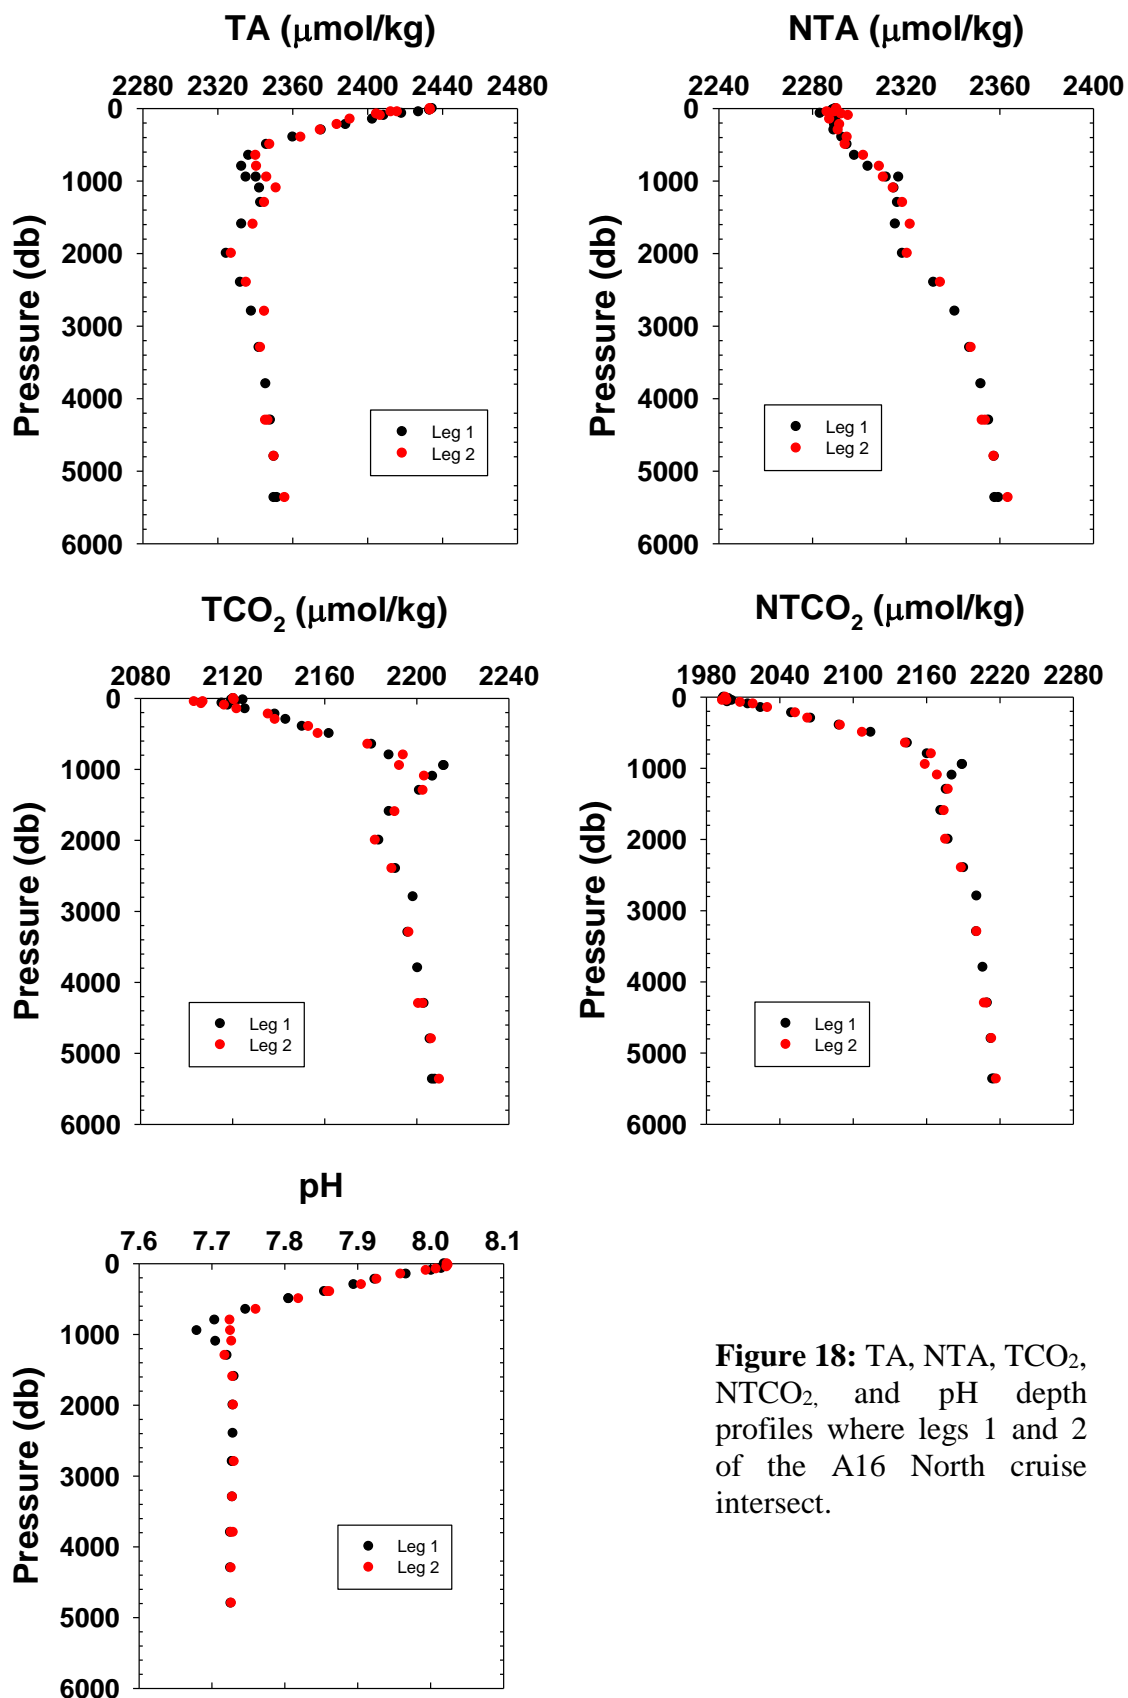 TA (μmol/kg)
2280 2320 2360 2400 2440 2480
0
1000
2000
3000
4000
5000
6000
Pressure (db)
Leg 1
Leg 2
NTA (μmol/kg)
2240 2280 2320 2360 2400
0
1000
2000
3000
4000
5000
6000
Pressure (db)
Leg 1
Leg 2
TCO₂ (μmol/kg)
2080 2120 2160 2200 2240
0
1000
2000
3000
4000
5000
6000
Pressure (db)
Leg 1
Leg 2
NTCO₂ (μmol/kg)
1980 2040 2100 2160 2220 2280
0
1000
2000
3000
4000
5000
6000
Pressure (db)
Leg 1
Leg 2
pH
7.6 7.7 7.8 7.9 8.0 8.1
0
1000
2000
3000
4000
5000
6000
Pressure (db)
Leg 1
Leg 2
Figure 18: TA, NTA, TCO₂,
NTCO₂, and pH depth
profiles where legs 1 and 2
of the A16 North cruise
intersect.